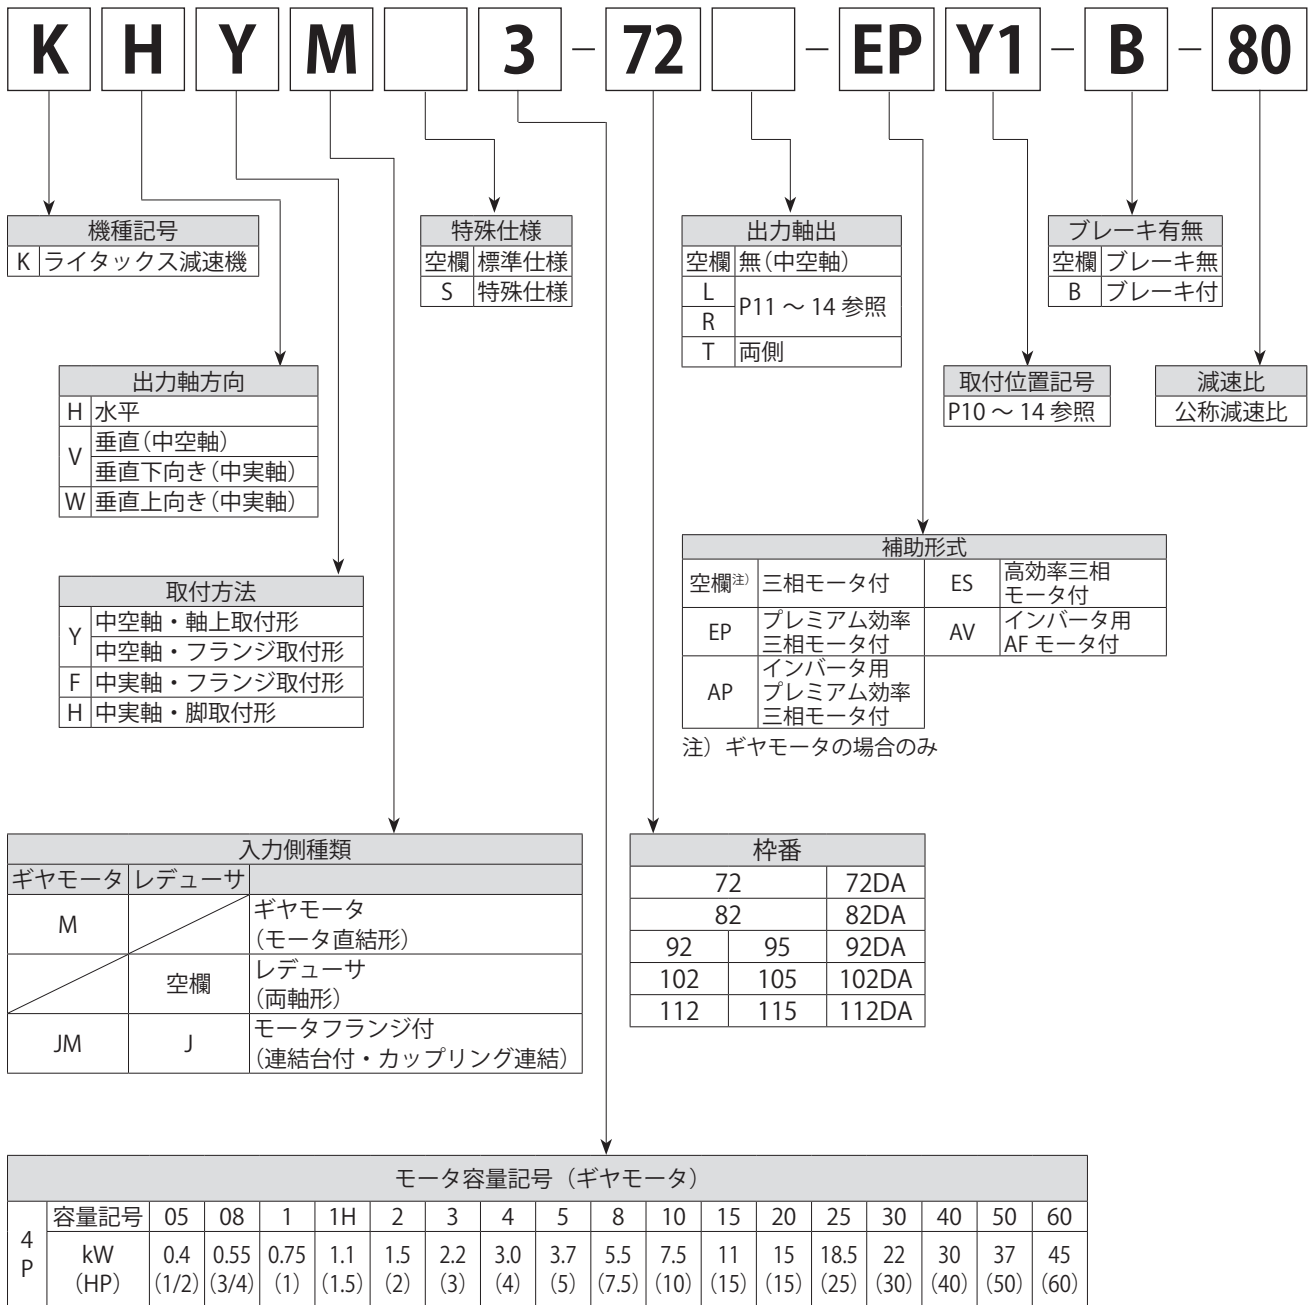 K H Y M 3 − 72 − EP Y1 − B − 80
機種記号
K ライタックス減速機
特殊仕様
空欄 標準仕様
S 特殊仕様
出力軸出
空欄 無（中空軸）
L
R
P11 ～ 14 参照
T 両側
ブレーキ有無
空欄 ブレーキ無
B ブレーキ付
出力軸方向
H 水平
V
垂直（中空軸）
垂直下向き（中実軸）
W 垂直上向き（中実軸）
取付位置記号
P10 ～ 14 参照
減速比
公称減速比
取付方法
Y
中空軸・軸上取付形
中空軸・フランジ取付形
F 中実軸・フランジ取付形
H 中実軸・脚取付形
補助形式
空欄注） 三相モータ付
ES
高効率三相
モータ付
EP
プレミアム効率
三相モータ付
AV
インバータ用
AF モータ付
AP
インバータ用
プレミアム効率
三相モータ付
注）ギヤモータの場合のみ
入力側種類
ギヤモータ レデューサ
M
ギヤモータ
（モータ直結形）
空欄
レデューサ
（両軸形）
JM J
モータフランジ付
（連結台付・カップリング連結）
枠番
72 72DA
82 82DA
92 95 92DA
102 105 102DA
112 115 112DA
モータ容量記号（ギヤモータ）
4
P
容量記号 05 08 1 1H 2 3 4 5 8 10 15 20 25 30 40 50 60
kW 0.4 0.55 0.75 1.1 1.5 2.2 3.0 3.7 5.5 7.5 11 15 18.5 22 30 37 45
（HP） （1/2） （3/4） （1） （1.5） （2） （3） （4） （5） （7.5） （10） （15） （15） （25） （30） （40） （50） （60）